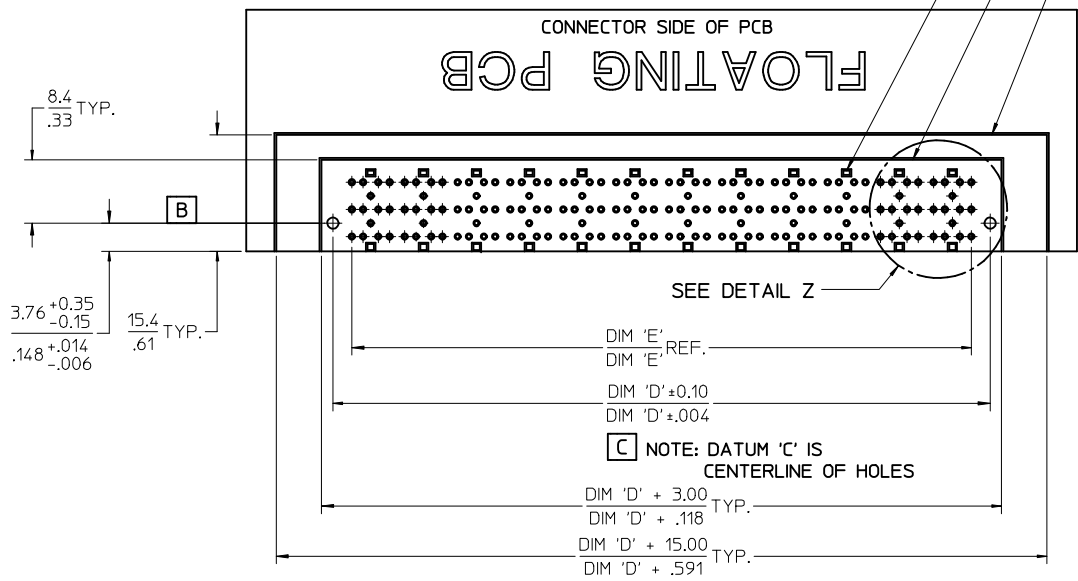 CONNECTOR SIDE OF PCB
FLOATING PCB
8.4
.33
TYP.
B
3.76 +0.35
-0.15
.148 +.014
-.006
15.4
.61
TYP.
SEE DETAIL Z
DIM 'E'
DIM 'E'
REF.
DIM 'D' ±0.10
DIM 'D' ±.004
C NOTE: DATUM 'C' IS
CENTERLINE OF HOLES
DIM 'D' + 3.00
DIM 'D' + .118
TYP.
DIM 'D' + 15.00
DIM 'D' + .591
TYP.